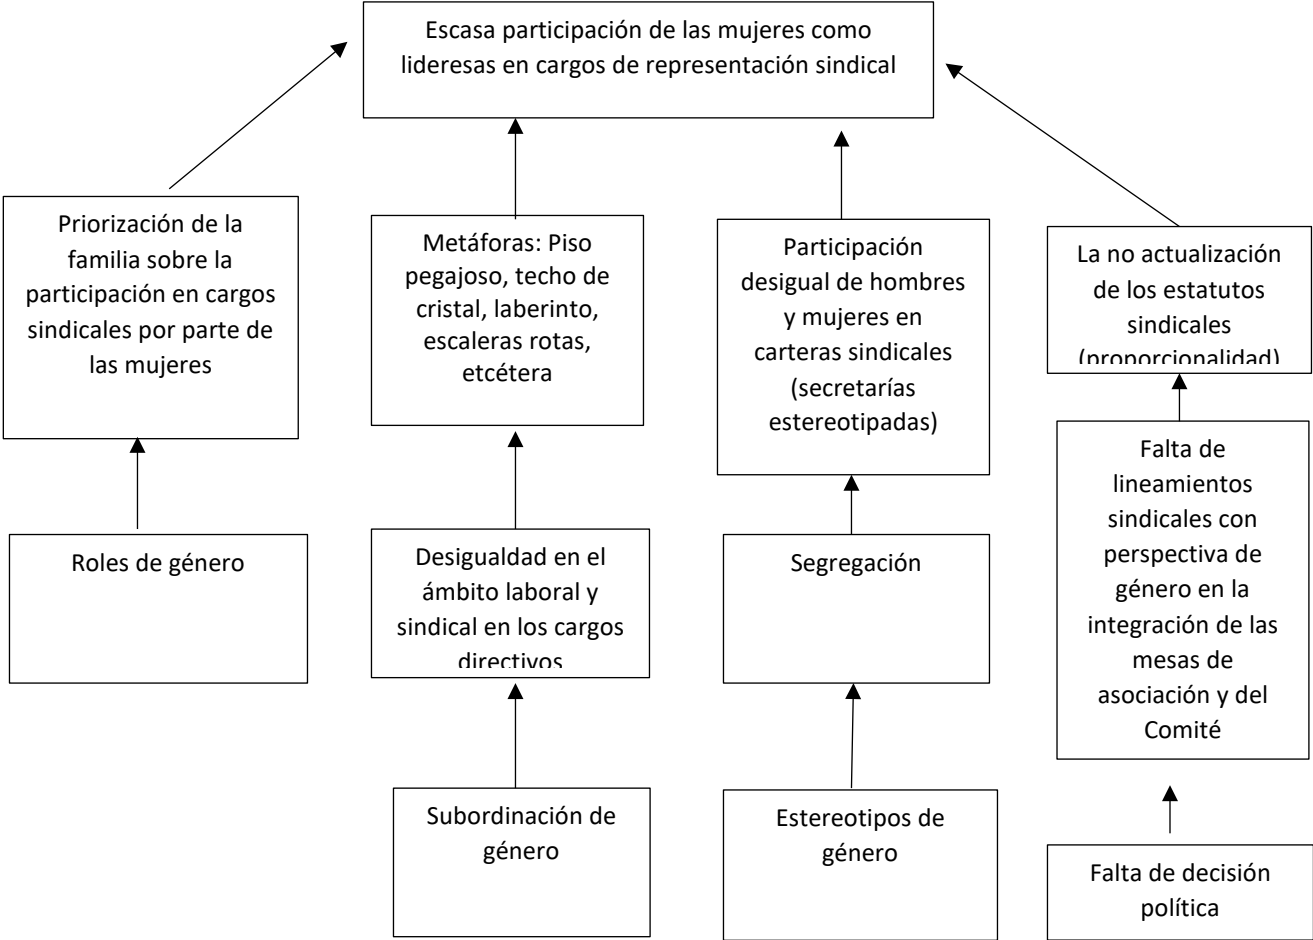 Escasa participación de las mujeres como
lideresas en cargos de representación sindical
Priorización de la
familia sobre la
participación en cargos
sindicales por parte de
las mujeres
Metáforas: Piso
pegajoso, techo de
cristal, laberinto,
escaleras rotas,
etcétera
Participación
desigual de hombres
y mujeres en
carteras sindicales
(secretarías
estereotipadas)
La no actualización
de los estatutos
sindicales
(proporcionalidad)
Roles de género
Desigualdad en el
ámbito laboral y
sindical en los cargos
directivos
Segregación
Falta de
lineamientos
sindicales con
perspectiva de
género en la
integración de las
mesas de
asociación y del
Comité
Subordinación de
género
Estereotipos de
género
Falta de decisión
política